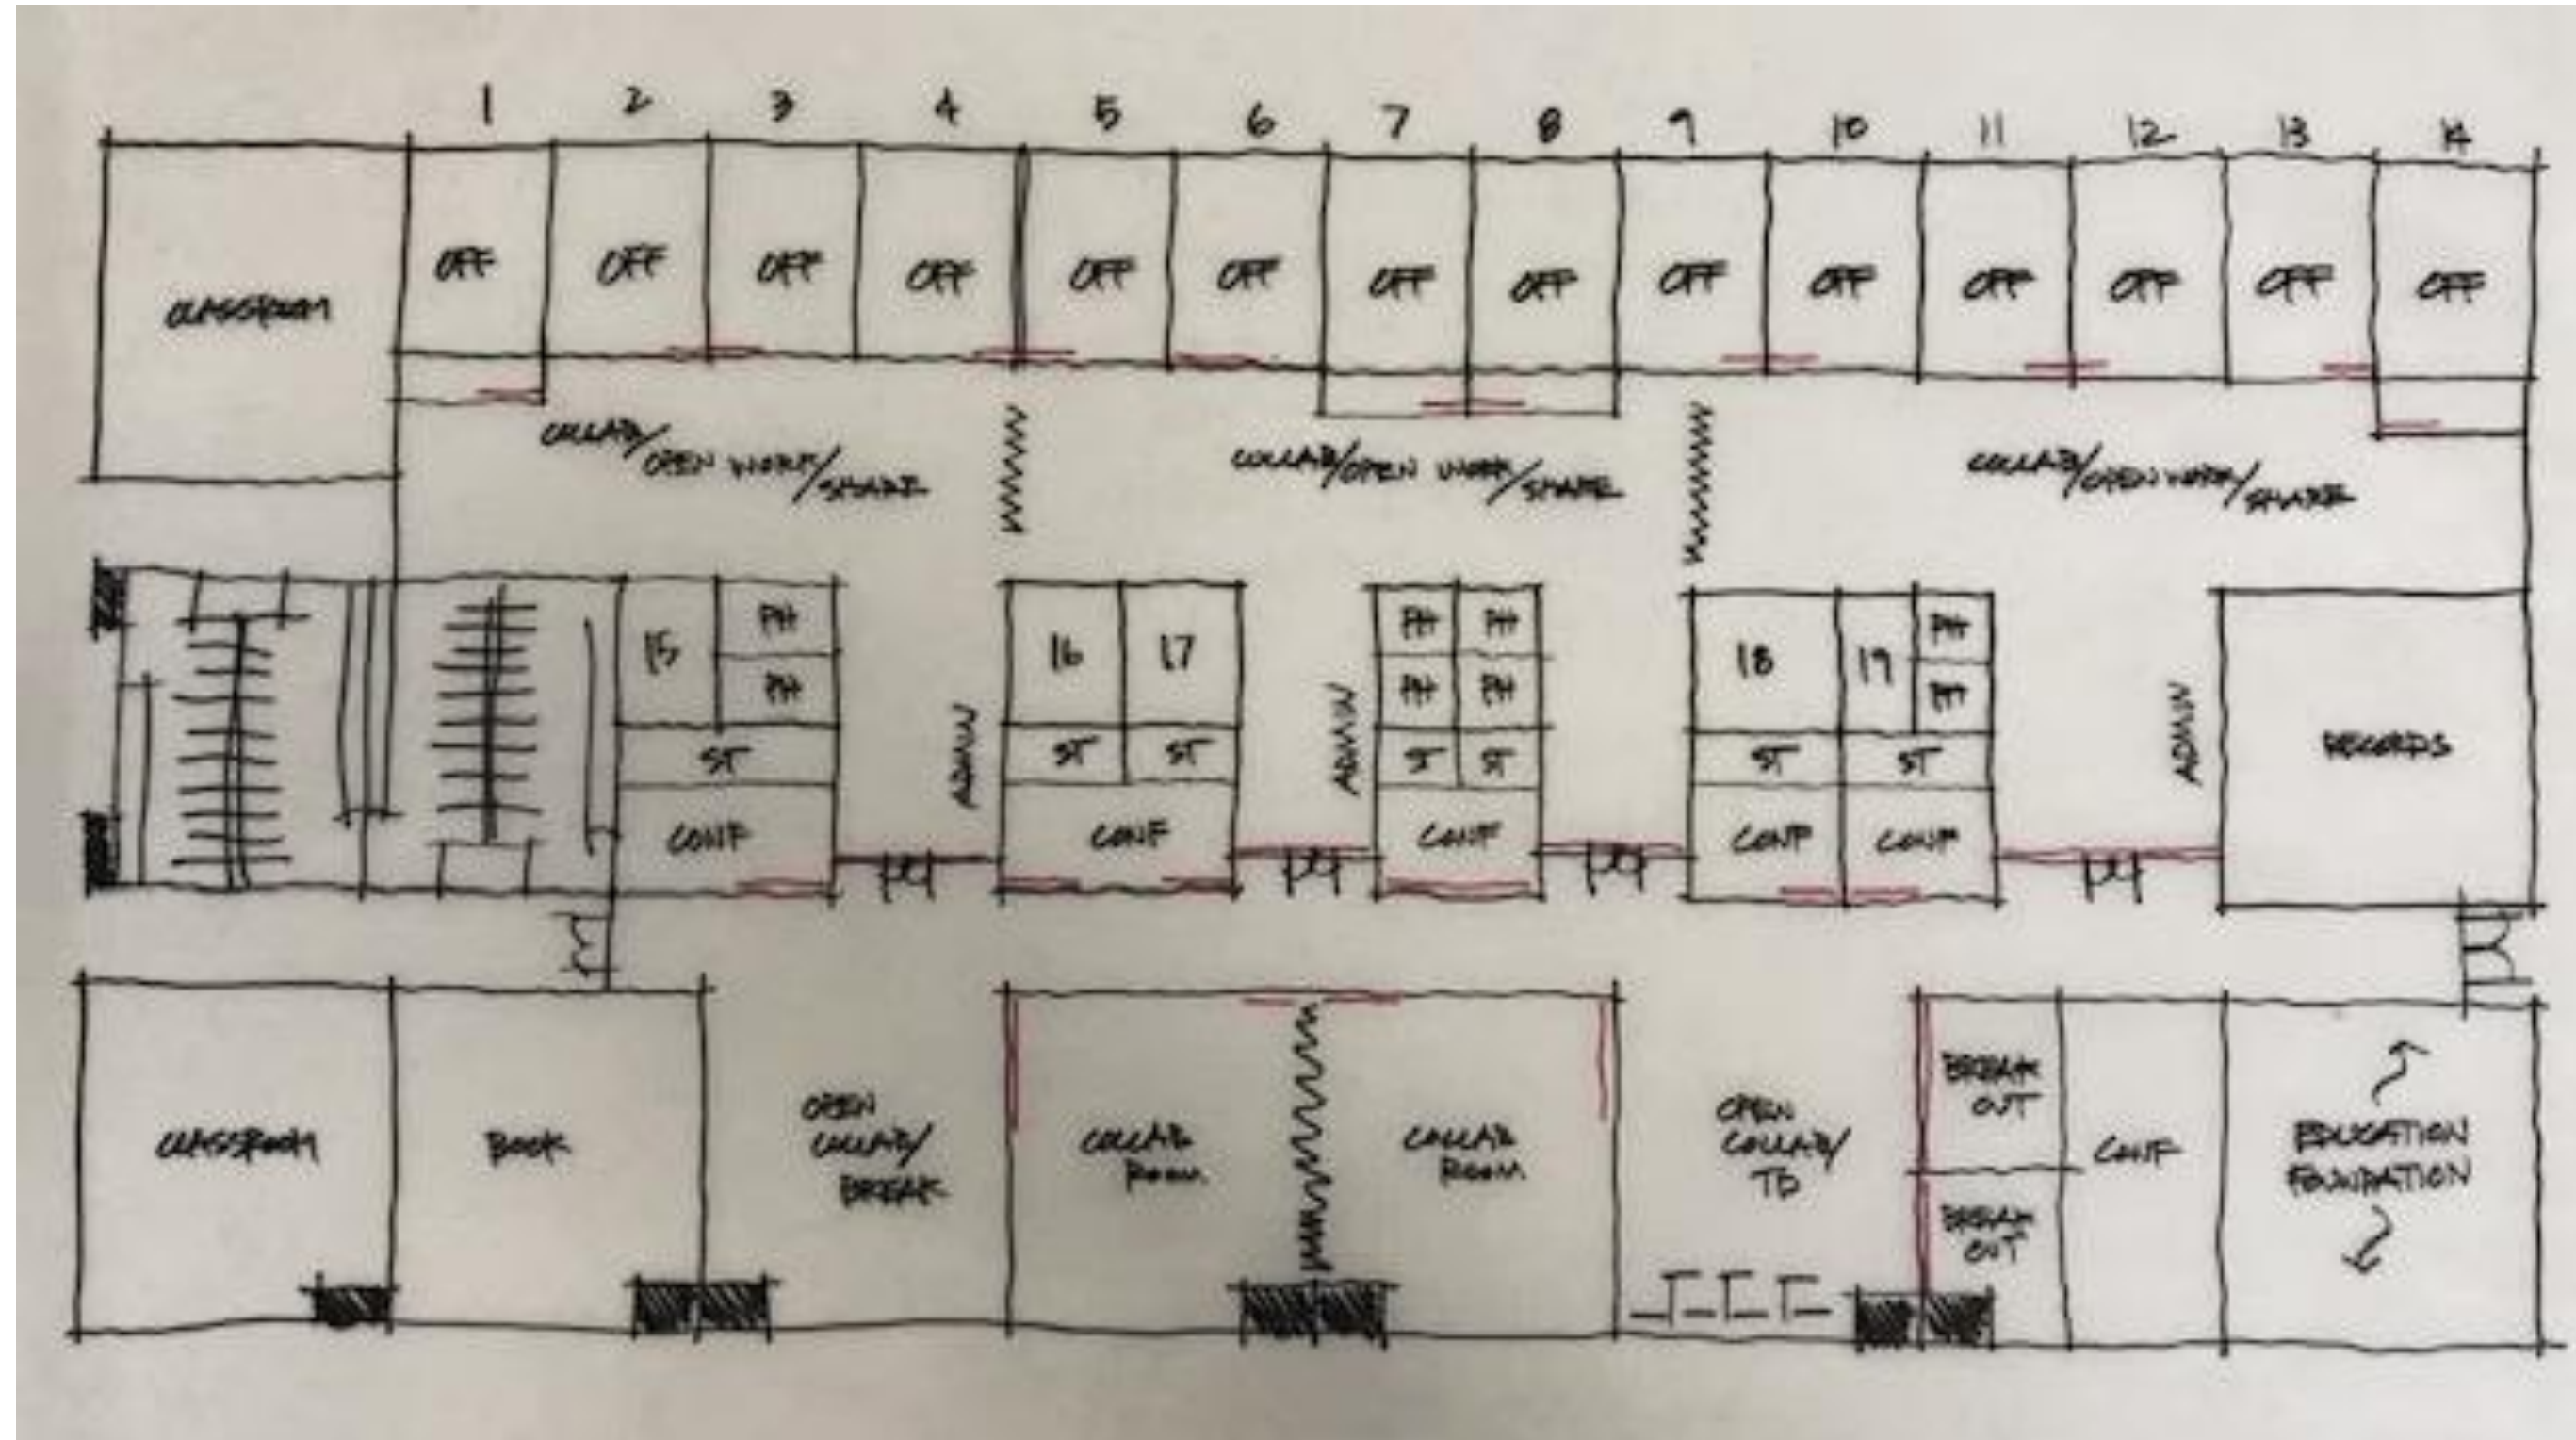 1 2 3 4 5 6 7 8 9 10 11 12 13 14
CLASSROOM OFF OFF OFF OFF OFF OFF OFF OFF OFF OFF OFF OFF OFF OFF
COLLAB/OPEN WORK/SHARE
COLLAB/OPEN WORK/SHARE
COLLAB/OPEN WORK/SHARE
15 PH
PH
ST
CONF
ADMIN
16 17
ST ST
CONF
ADMIN
PH PH
PH PH
ST ST
CONF
18 19 PH
PH
ST ST
CONF CONF
ADMIN
RECORDS
CLASSROOM
BOOK
OPEN
COLLAB/
BREAK
COLLAB
ROOM
COLLAB
ROOM
OPEN
COLLAB/
TD
BREAK
OUT
BREAK
OUT
CONF
EDUCATION
FOUNDATION